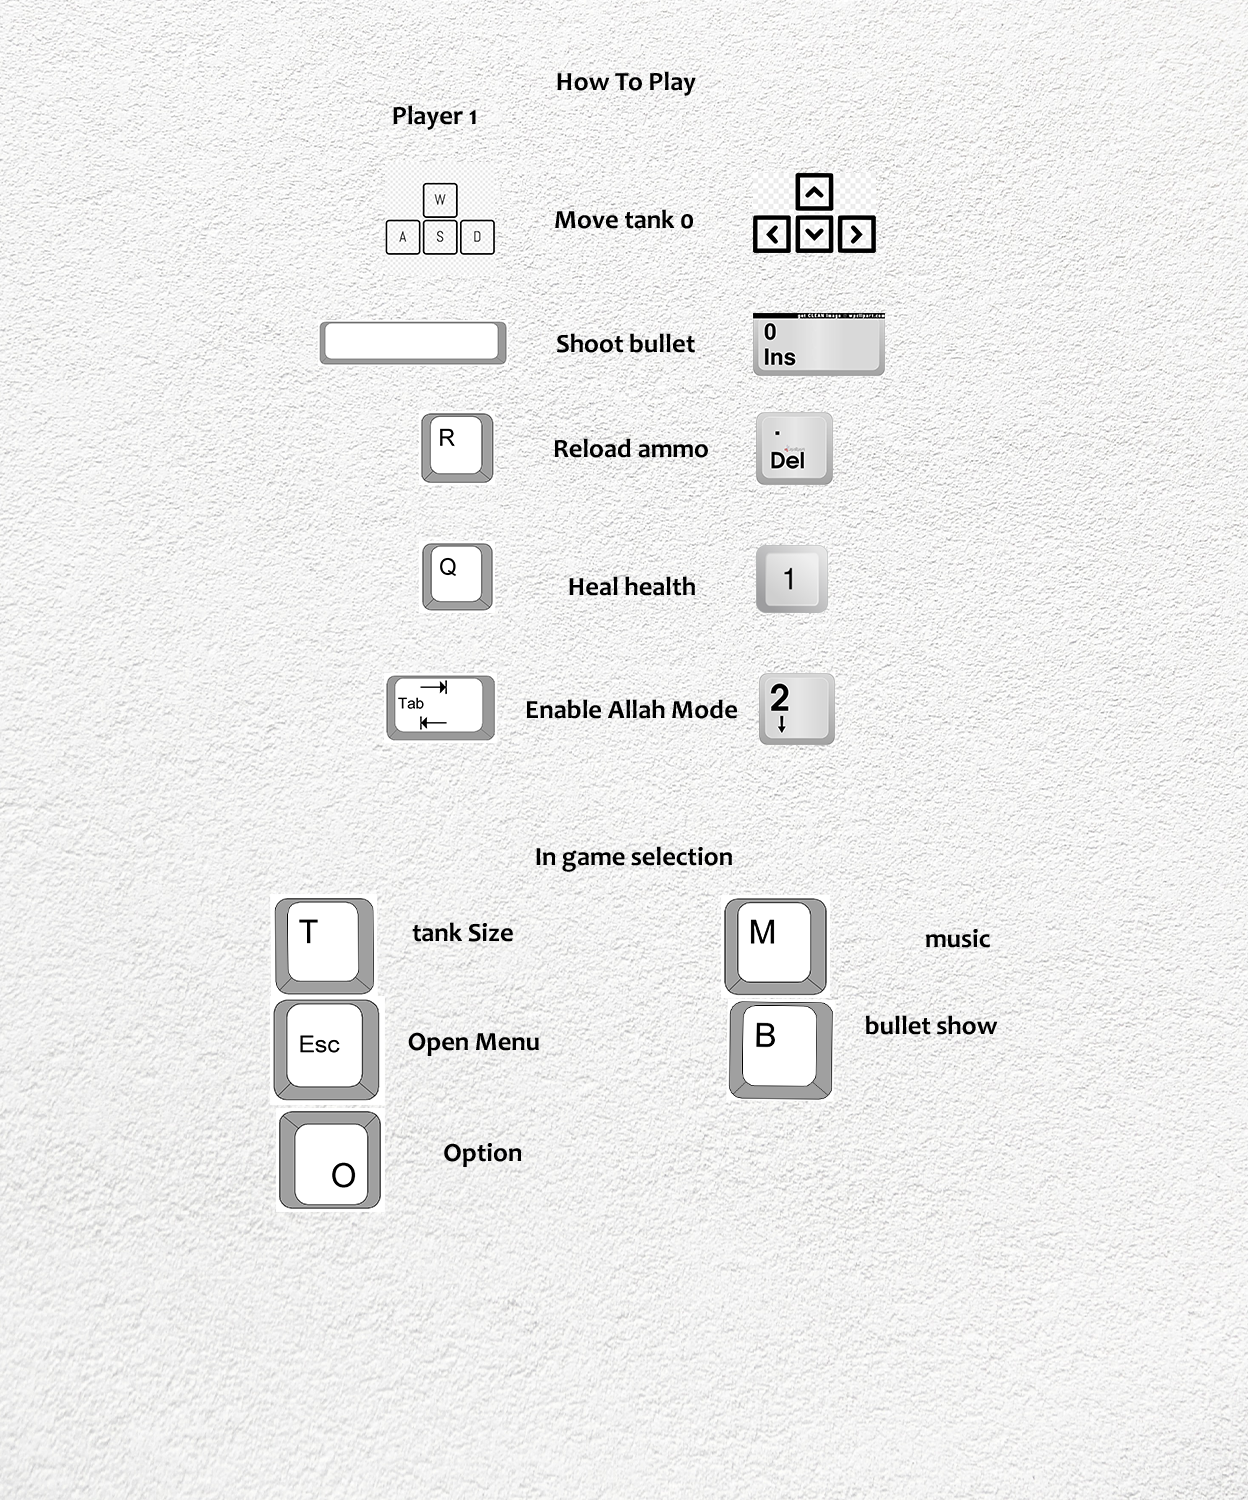 How To Play
Player 1
W
A S D
Move tank 0
Shoot bullet
0
Ins
R
Reload ammo
.
Del
Q
Heal health
1
Tab
Enable Allah Mode
2
In game selection
T
tank Size
M
music
Esc
Open Menu
B
bullet show
O
Option